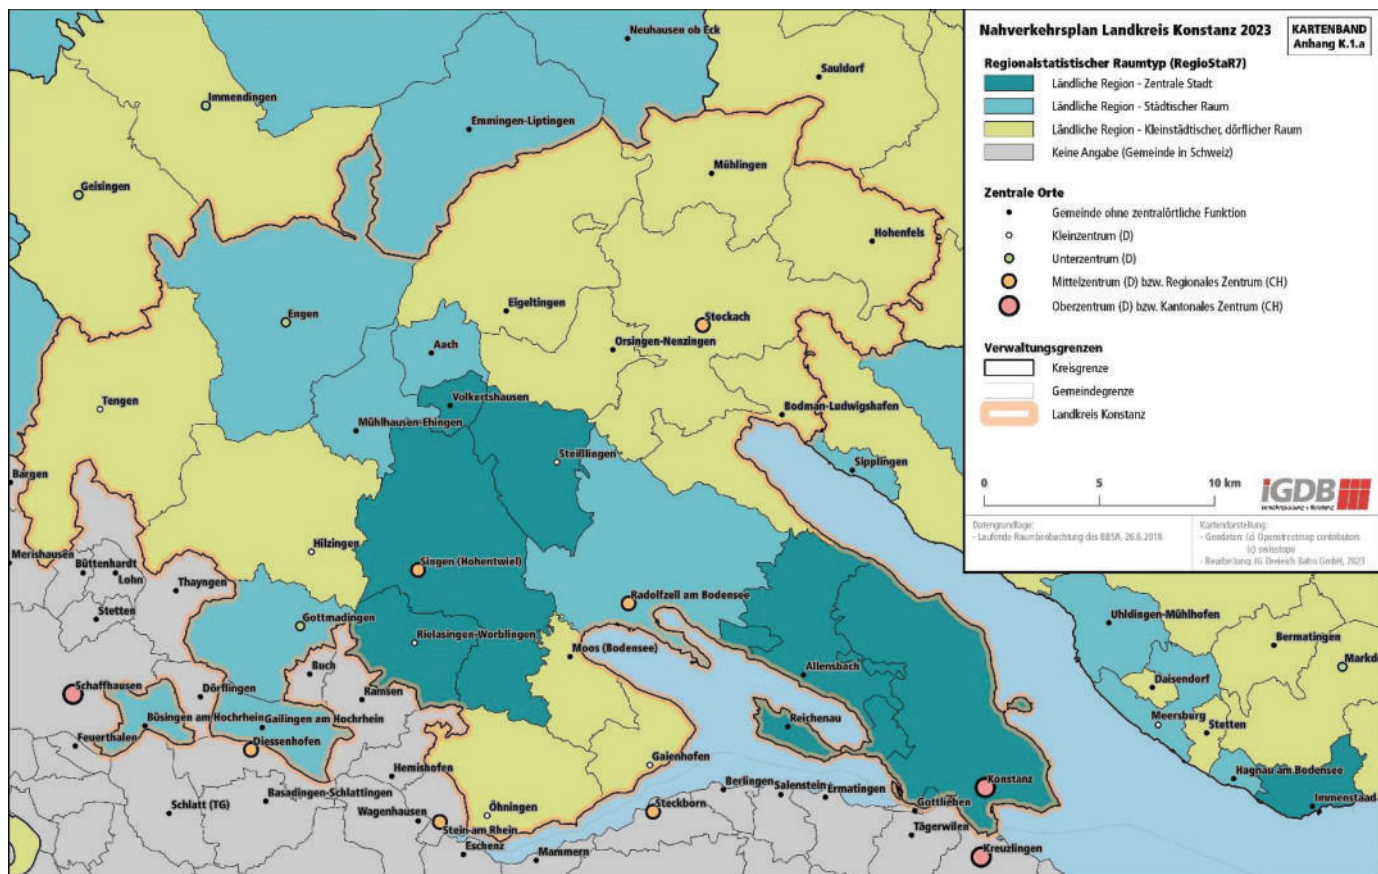 Nahverkehrsplan Landkreis Konstanz 2023
KARTENBAND
Anhang K.1.a
Regionalstatistischer Raumtyp (RegioStaR7)
Ländliche Region - Zentrale Stadt
Ländliche Region - Städtischer Raum
Ländliche Region - Kleinstädtischer, dörflicher Raum
Keine Angabe (Gemeinde in Schweiz)
Zentrale Orte
Gemeinde ohne zentralörtliche Funktion
Kleinzentrum (D)
Unterzentrum (D)
Mittelzentrum (D) bzw. Regionales Zentrum (CH)
Oberzentrum (D) bzw. Kantonales Zentrum (CH)
Verwaltungsgrenzen
Kreisgrenze
Gemeindegrenze
Landkreis Konstanz
0 5 10 km
iGDB
Datengrundlage:
- Laufende Raumbeobachtung des BBSR, 26.6.2018
Kartendarstellung:
- Geodaten: (c) Openstreetmap contributors
(c) swisstopo
- Bearbeitung: IG Dreieich Bahn GmbH, 2023
Neuhausen ob Eck
Sauldorf
Immendingen
Emmingen-Liptingen
Mühlingen
Geisingen
Hohenfels
Eigeltingen
Engen
Stockach
Aach
Orsingen-Nenzingen
Tengen
Volkertshausen
Bodman-Ludwigshafen
Mühlhausen-Ehingen
Steißlingen
Sipplingen
Bargen
Hilzingen
Merishausen
Büttenhardt
Lohn
Thayngen
Singen (Hohentwiel)
Stetten
Radolfzell am Bodensee
Uhldingen-Mühlhofen
Gottmadingen
Rielasingen-Worblingen
Bermatingen
Moos (Bodensee)
Buch
Allensbach
Markd
Schaffhausen
Dörflingen
Ramsen
Daisendorf
Büsingen am Hochrhein
Gailingen am Hochrhein
Reichenau
Meersburg
Stetten
Feuerthalen
Diessenhofen
Gaienhofen
Hemishofen
Konstanz
Hagnau am Bodensee
Berlingen
Salenstein
Ermatingen
Basadingen-Schlattingen
Schlatt (TG)
Wagenhausen
Öhningen
Steckborn
Gottlieben
Immenstaad
Stein am Rhein
Tägerwilen
Eschenz
Mammern
Kreuzlingen